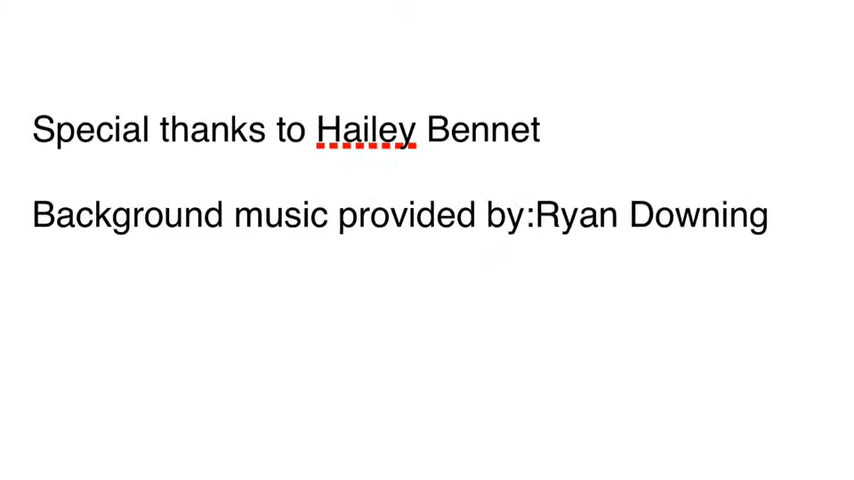 Special thanks to Hailey Bennet
Background music provided by:Ryan Downing